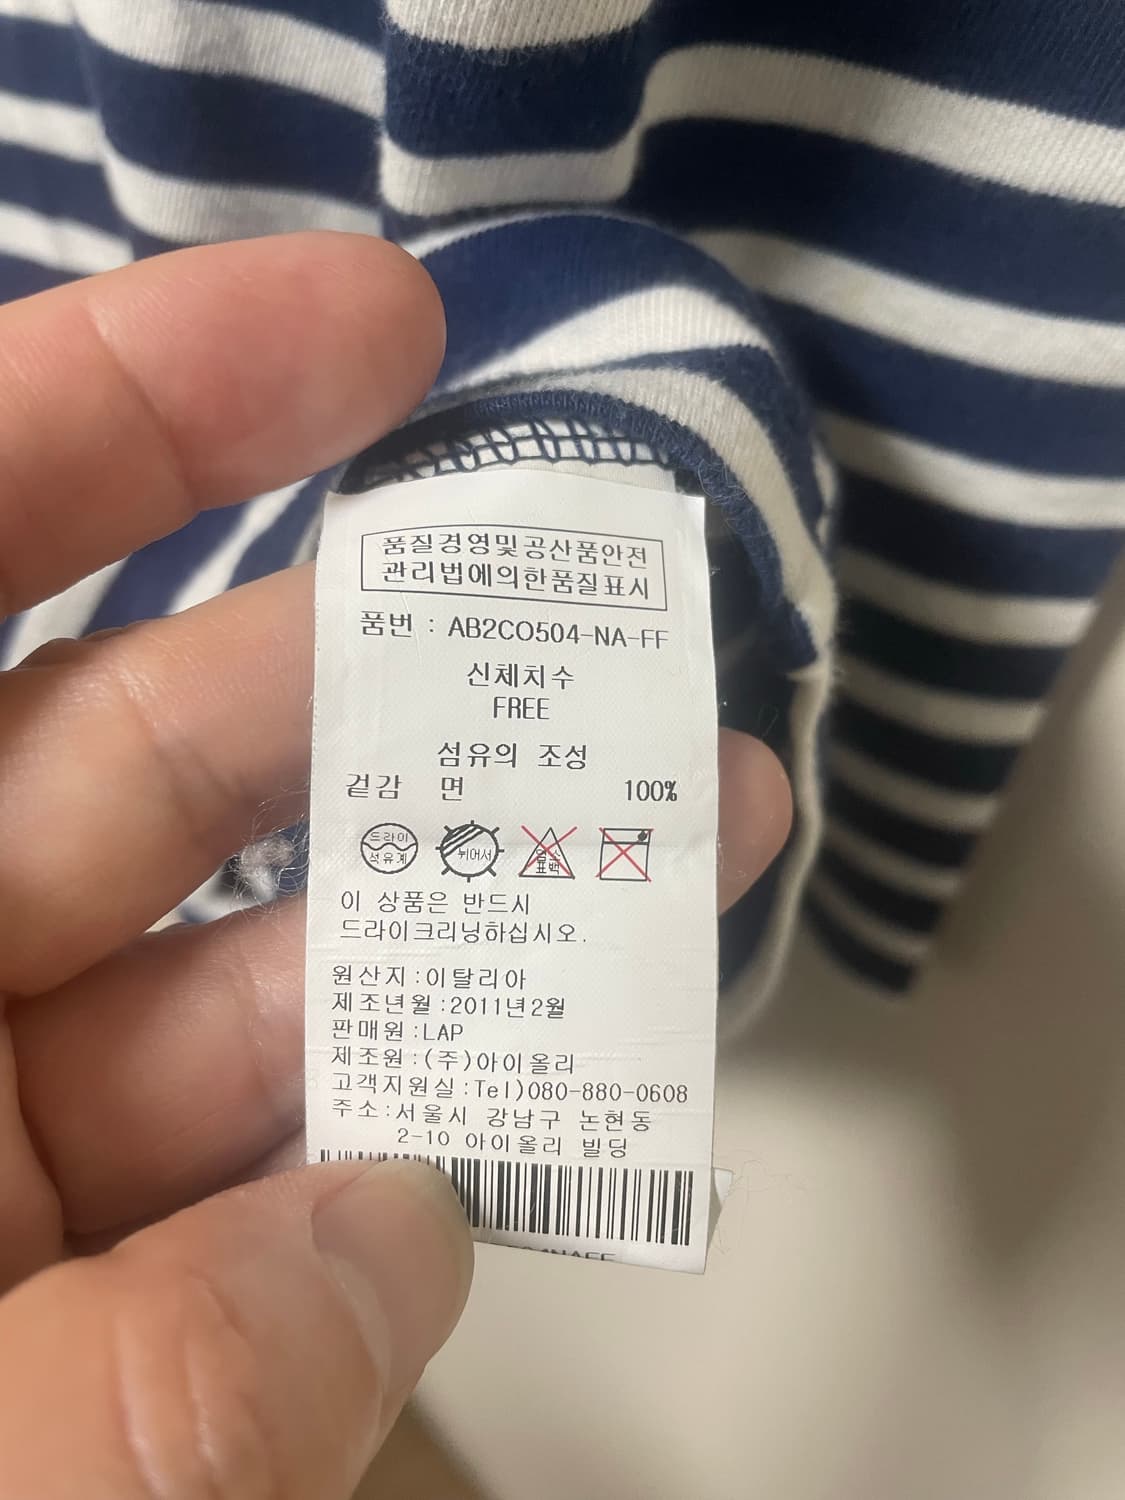 품질경영및공산품안전
관리법에의한품질표시
품번 : AB2CO504-NA-FF
신체치수
FREE
섬유의 조성
겉감 면 100%
드라이
석유계
뉘어서
염소
표백
이 상품은 반드시
드라이크리닝하십시오.
원산지:이탈리아
제조년월:2011년2월
판매원:LAP
제조원:(주)아이올리
고객지원실:Tel)080-880-0608
주소:서울시 강남구 논현동
2-10 아이올리 빌딩